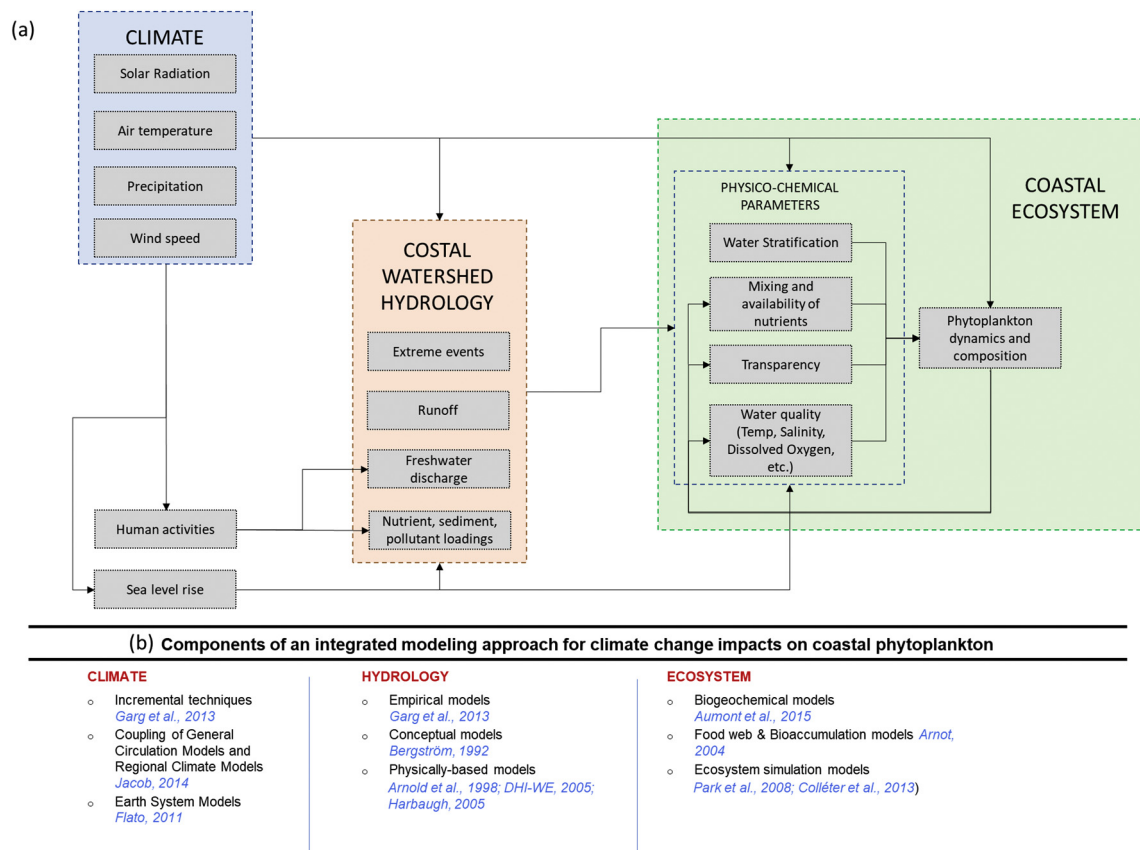 (a)
CLIMATE
Solar Radiation
Air temperature
Precipitation
Wind speed
COSTAL
WATERSHED
HYDROLOGY
Extreme events
Runoff
Freshwater
discharge
Nutrient, sediment,
pollutant loadings
Human activities
Sea level rise
PHYSICO-CHEMICAL
PARAMETERS
Water Stratification
Mixing and
availability of
nutrients
Transparency
Water quality
(Temp, Salinity,
Dissolved Oxygen,
etc.)
COASTAL
ECOSYSTEM
Phytoplankton
dynamics and
composition
(b) Components of an integrated modeling approach for climate change impacts on coastal phytoplankton
CLIMATE
o Incremental techniques
Garg et al., 2013
o Coupling of General
Circulation Models and
Regional Climate Models
Jacob, 2014
o Earth System Models
Flato, 2011
HYDROLOGY
o Empirical models
Garg et al., 2013
o Conceptual models
Bergström, 1992
o Physically-based models
Arnold et al., 1998; DHI-WE, 2005;
Harbaugh, 2005
ECOSYSTEM
o Biogeochemical models
Aumont et al., 2015
o Food web & Bioaccumulation models Arnot,
2004
o Ecosystem simulation models
Park et al., 2008; Colléter et al., 2013)